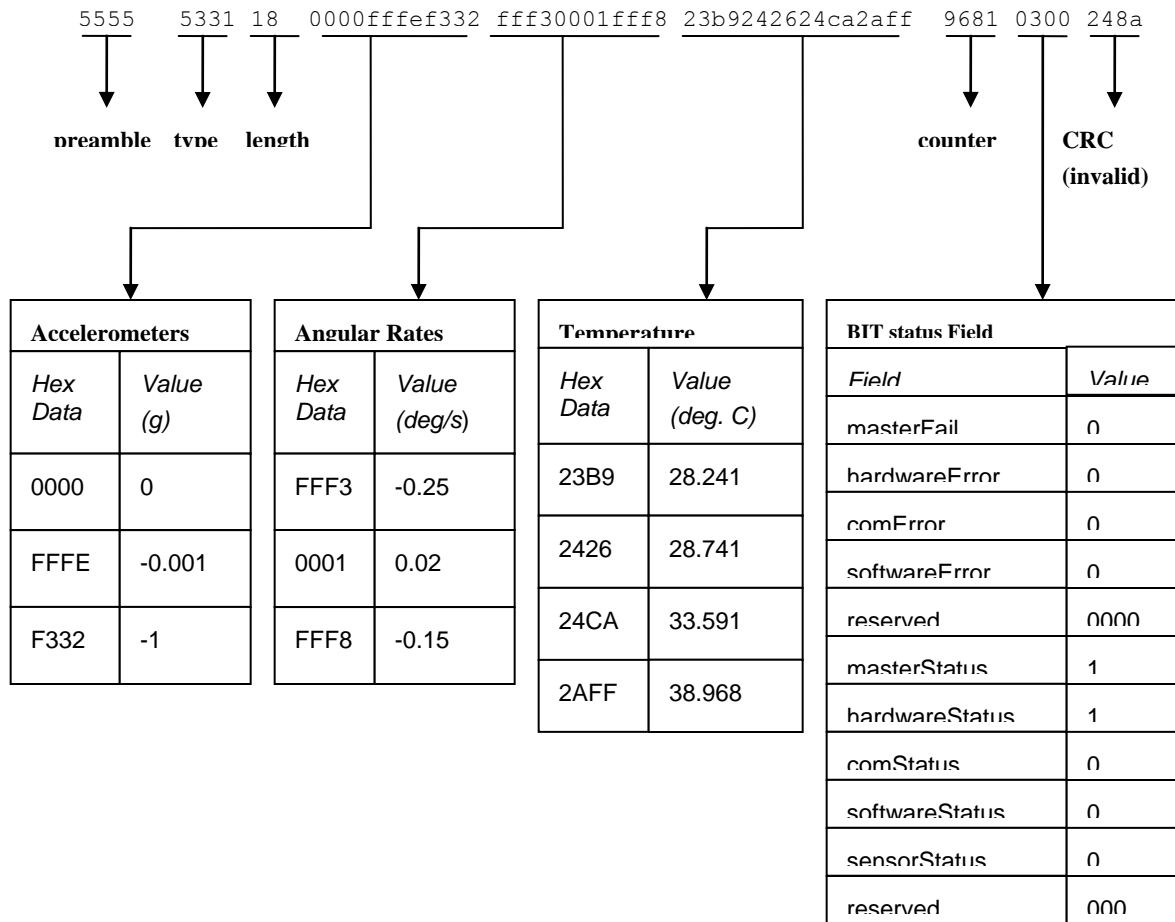 5555 5331 18 0000fffef332 fff30001fff8 23b9242624ca2aff 9681 0300 248a
preamble type length counter CRC
(invalid)
Accelerometers
Hex Data Value (g)
0000 0
FFFE -0.001
F332 -1
Angular Rates
Hex Data Value (deg/s)
FFF3 -0.25
0001 0.02
FFF8 -0.15
Temperature
Hex Data Value (deg. C)
23B9 28.241
2426 28.741
24CA 33.591
2AFF 38.968
BIT status Field
Field Value
masterFail 0
hardwareError 0
comError 0
softwareError 0
reserved 0000
masterStatus 1
hardwareStatus 1
comStatus 0
softwareStatus 0
sensorStatus 0
reserved 000